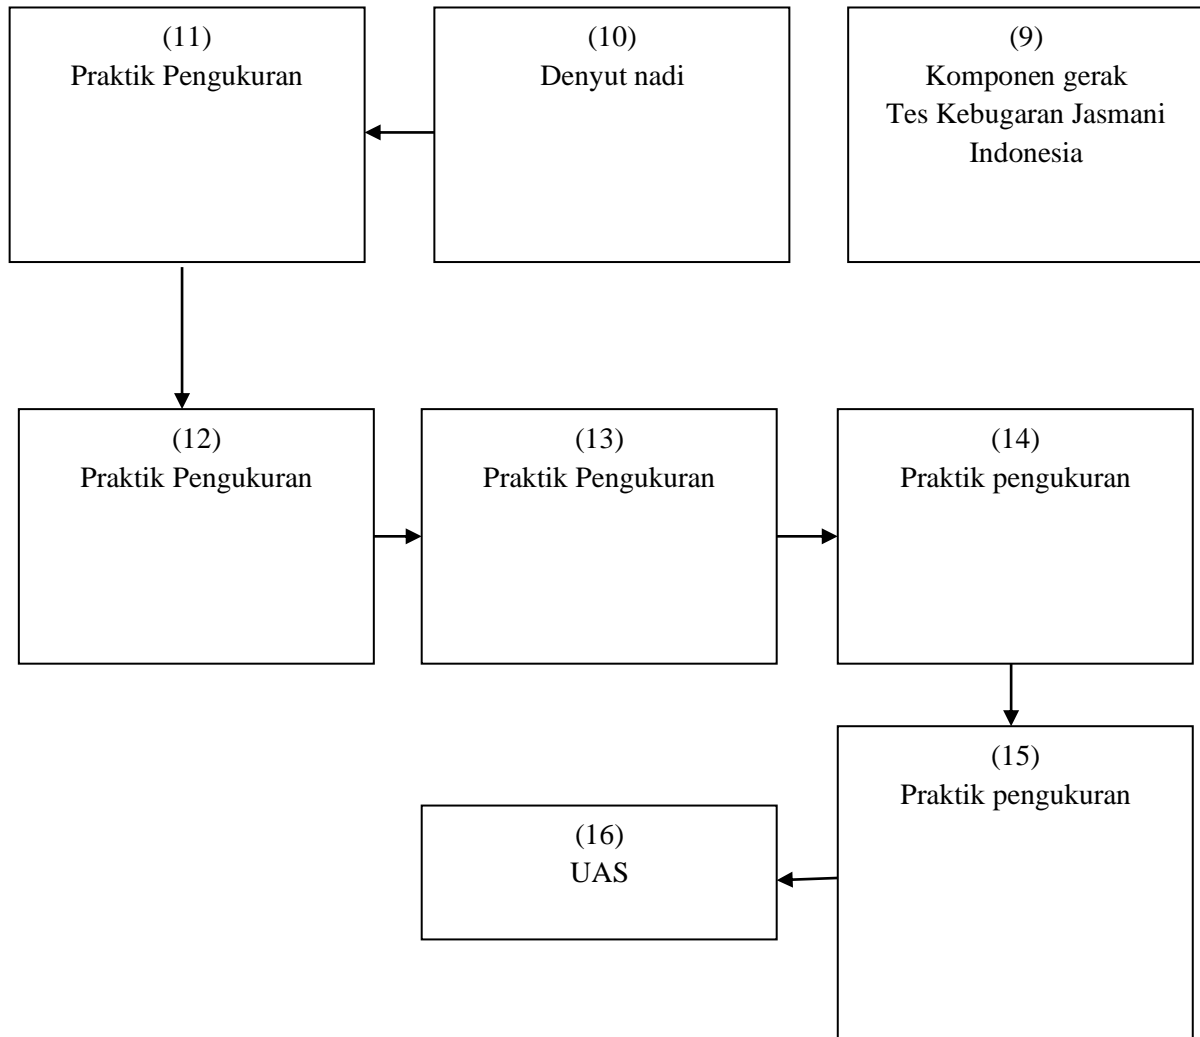 (11)
Praktik Pengukuran
(10)
Denyut nadi
(9)
Komponen gerak
Tes Kebugaran Jasmani
Indonesia
(12)
Praktik Pengukuran
(13)
Praktik Pengukuran
(14)
Praktik pengukuran
(15)
Praktik pengukuran
(16)
UAS